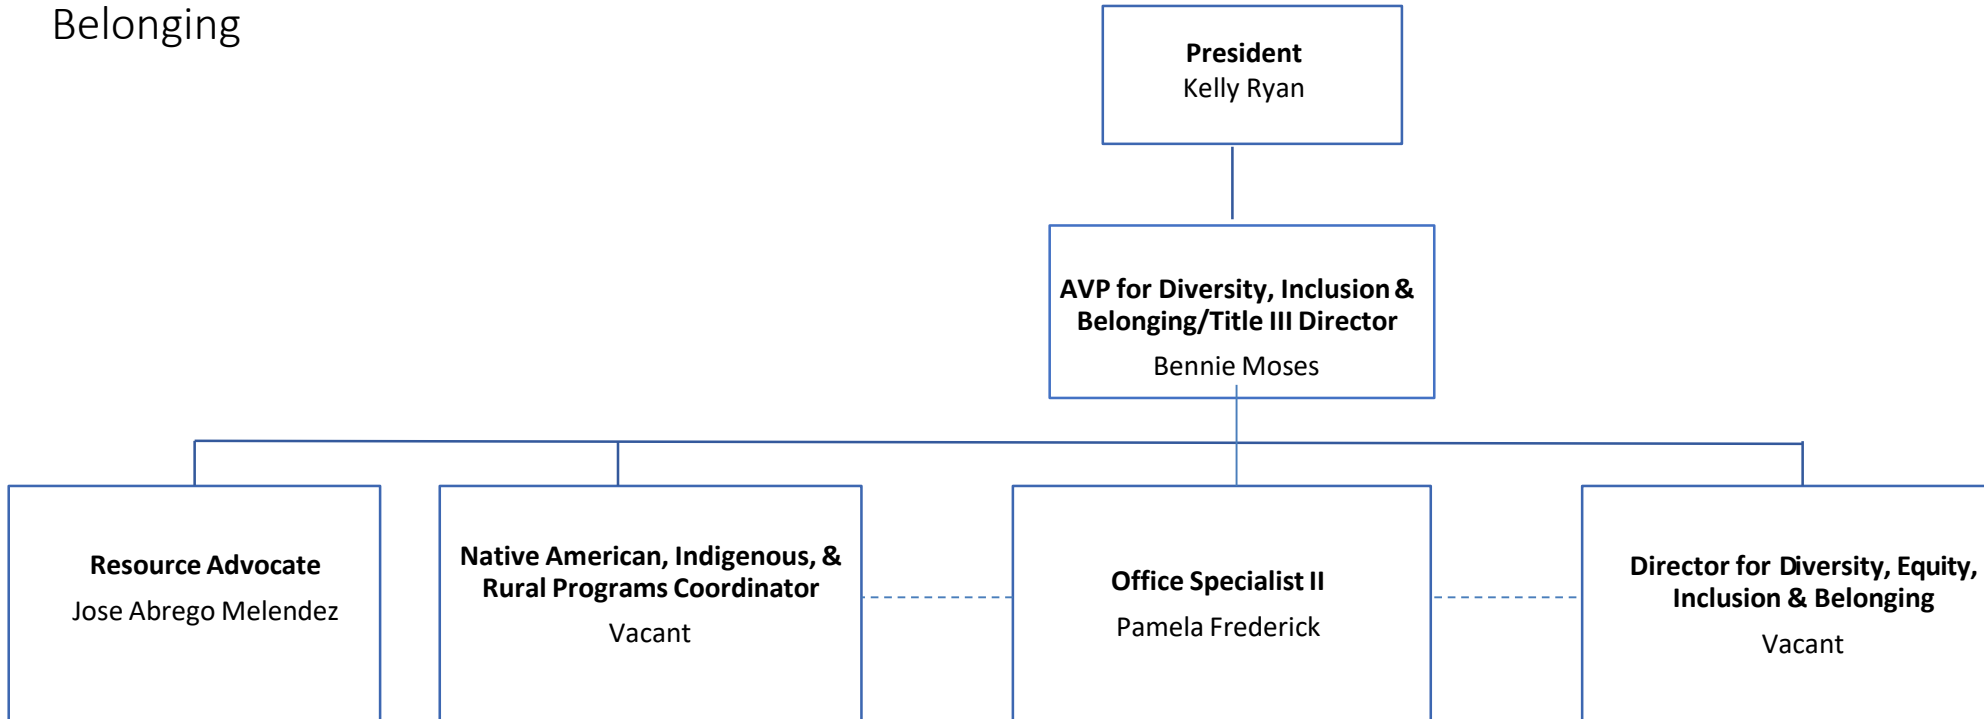 Belonging
President
Kelly Ryan
AVP for Diversity, Inclusion &
Belonging/Title III Director
Bennie Moses
Resource Advocate
Jose Abrego Melendez
Native American, Indigenous, &
Rural Programs Coordinator
Vacant
Office Specialist II
Pamela Frederick
Director for Diversity, Equity,
Inclusion & Belonging
Vacant